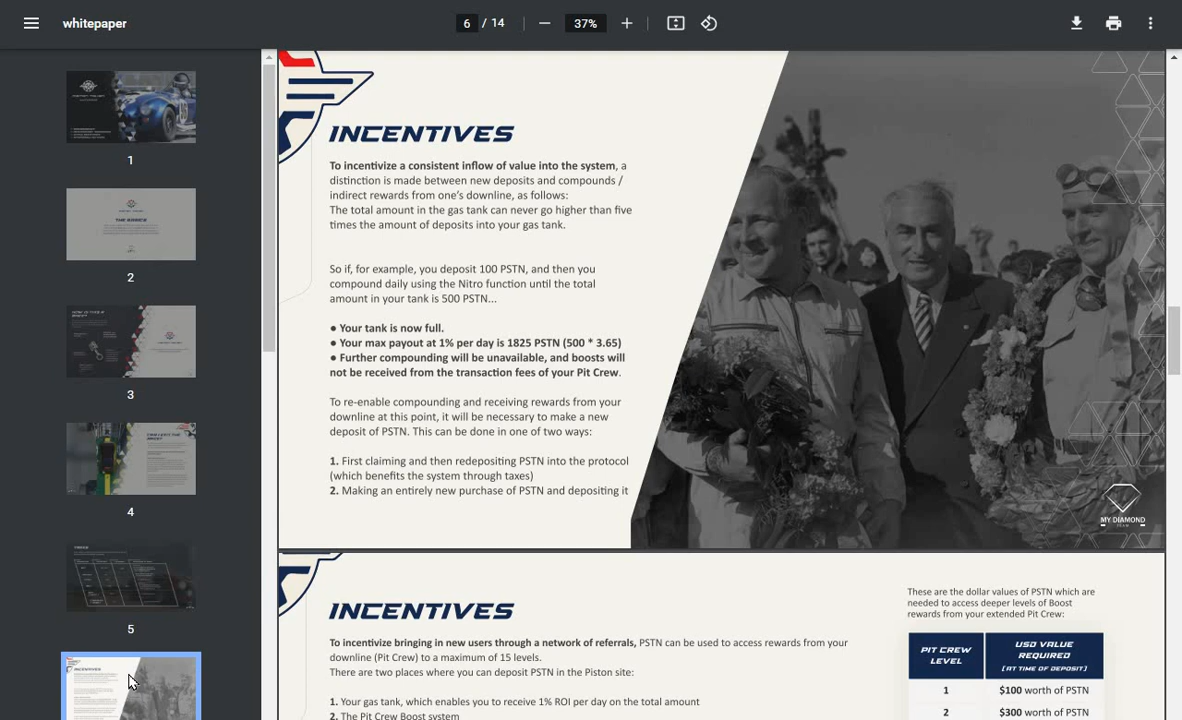 whitepaper
6 / 14
37%
INCENTIVES
To incentivize a consistent inflow of value into the system, a
distinction is made between new deposits and compounds /
indirect rewards from one's downline, as follows:
The total amount in the gas tank can never go higher than five
times the amount of deposits into your gas tank.
So if, for example, you deposit 100 PSTN, and then you
compound daily using the Nitro function until the total
amount in your tank is 500 PSTN...
● Your tank is now full.
● Your max payout at 1% per day is 1825 PSTN (500 * 3.65)
● Further compounding will be unavailable, and boosts will
not be received from the transaction fees of your Pit Crew.
To re-enable compounding and receiving rewards from your
downline at this point, it will be necessary to make a new
deposit of PSTN. This can be done in one of two ways:
1. First claiming and then redepositing PSTN into the protocol
(which benefits the system through taxes)
2. Making an entirely new purchase of PSTN and depositing it
MY DIAMOND
TEAM
INCENTIVES
To incentivize bringing in new users through a network of referrals, PSTN can be used to access rewards from your
downline (Pit Crew) to a maximum of 15 levels.
There are two places where you can deposit PSTN in the Piston site:
1. Your gas tank, which enables you to receive 1% ROI per day on the total amount
2. The Pit Crew Boost system
These are the dollar values of PSTN which are
needed to access deeper levels of Boost
rewards from your extended Pit Crew:
PIT CREW LEVEL
USD VALUE REQUIRED
(AT TIME OF DEPOSIT)
1 $100 worth of PSTN
2 $300 worth of PSTN
1
2
3
4
5
INCENTIVES